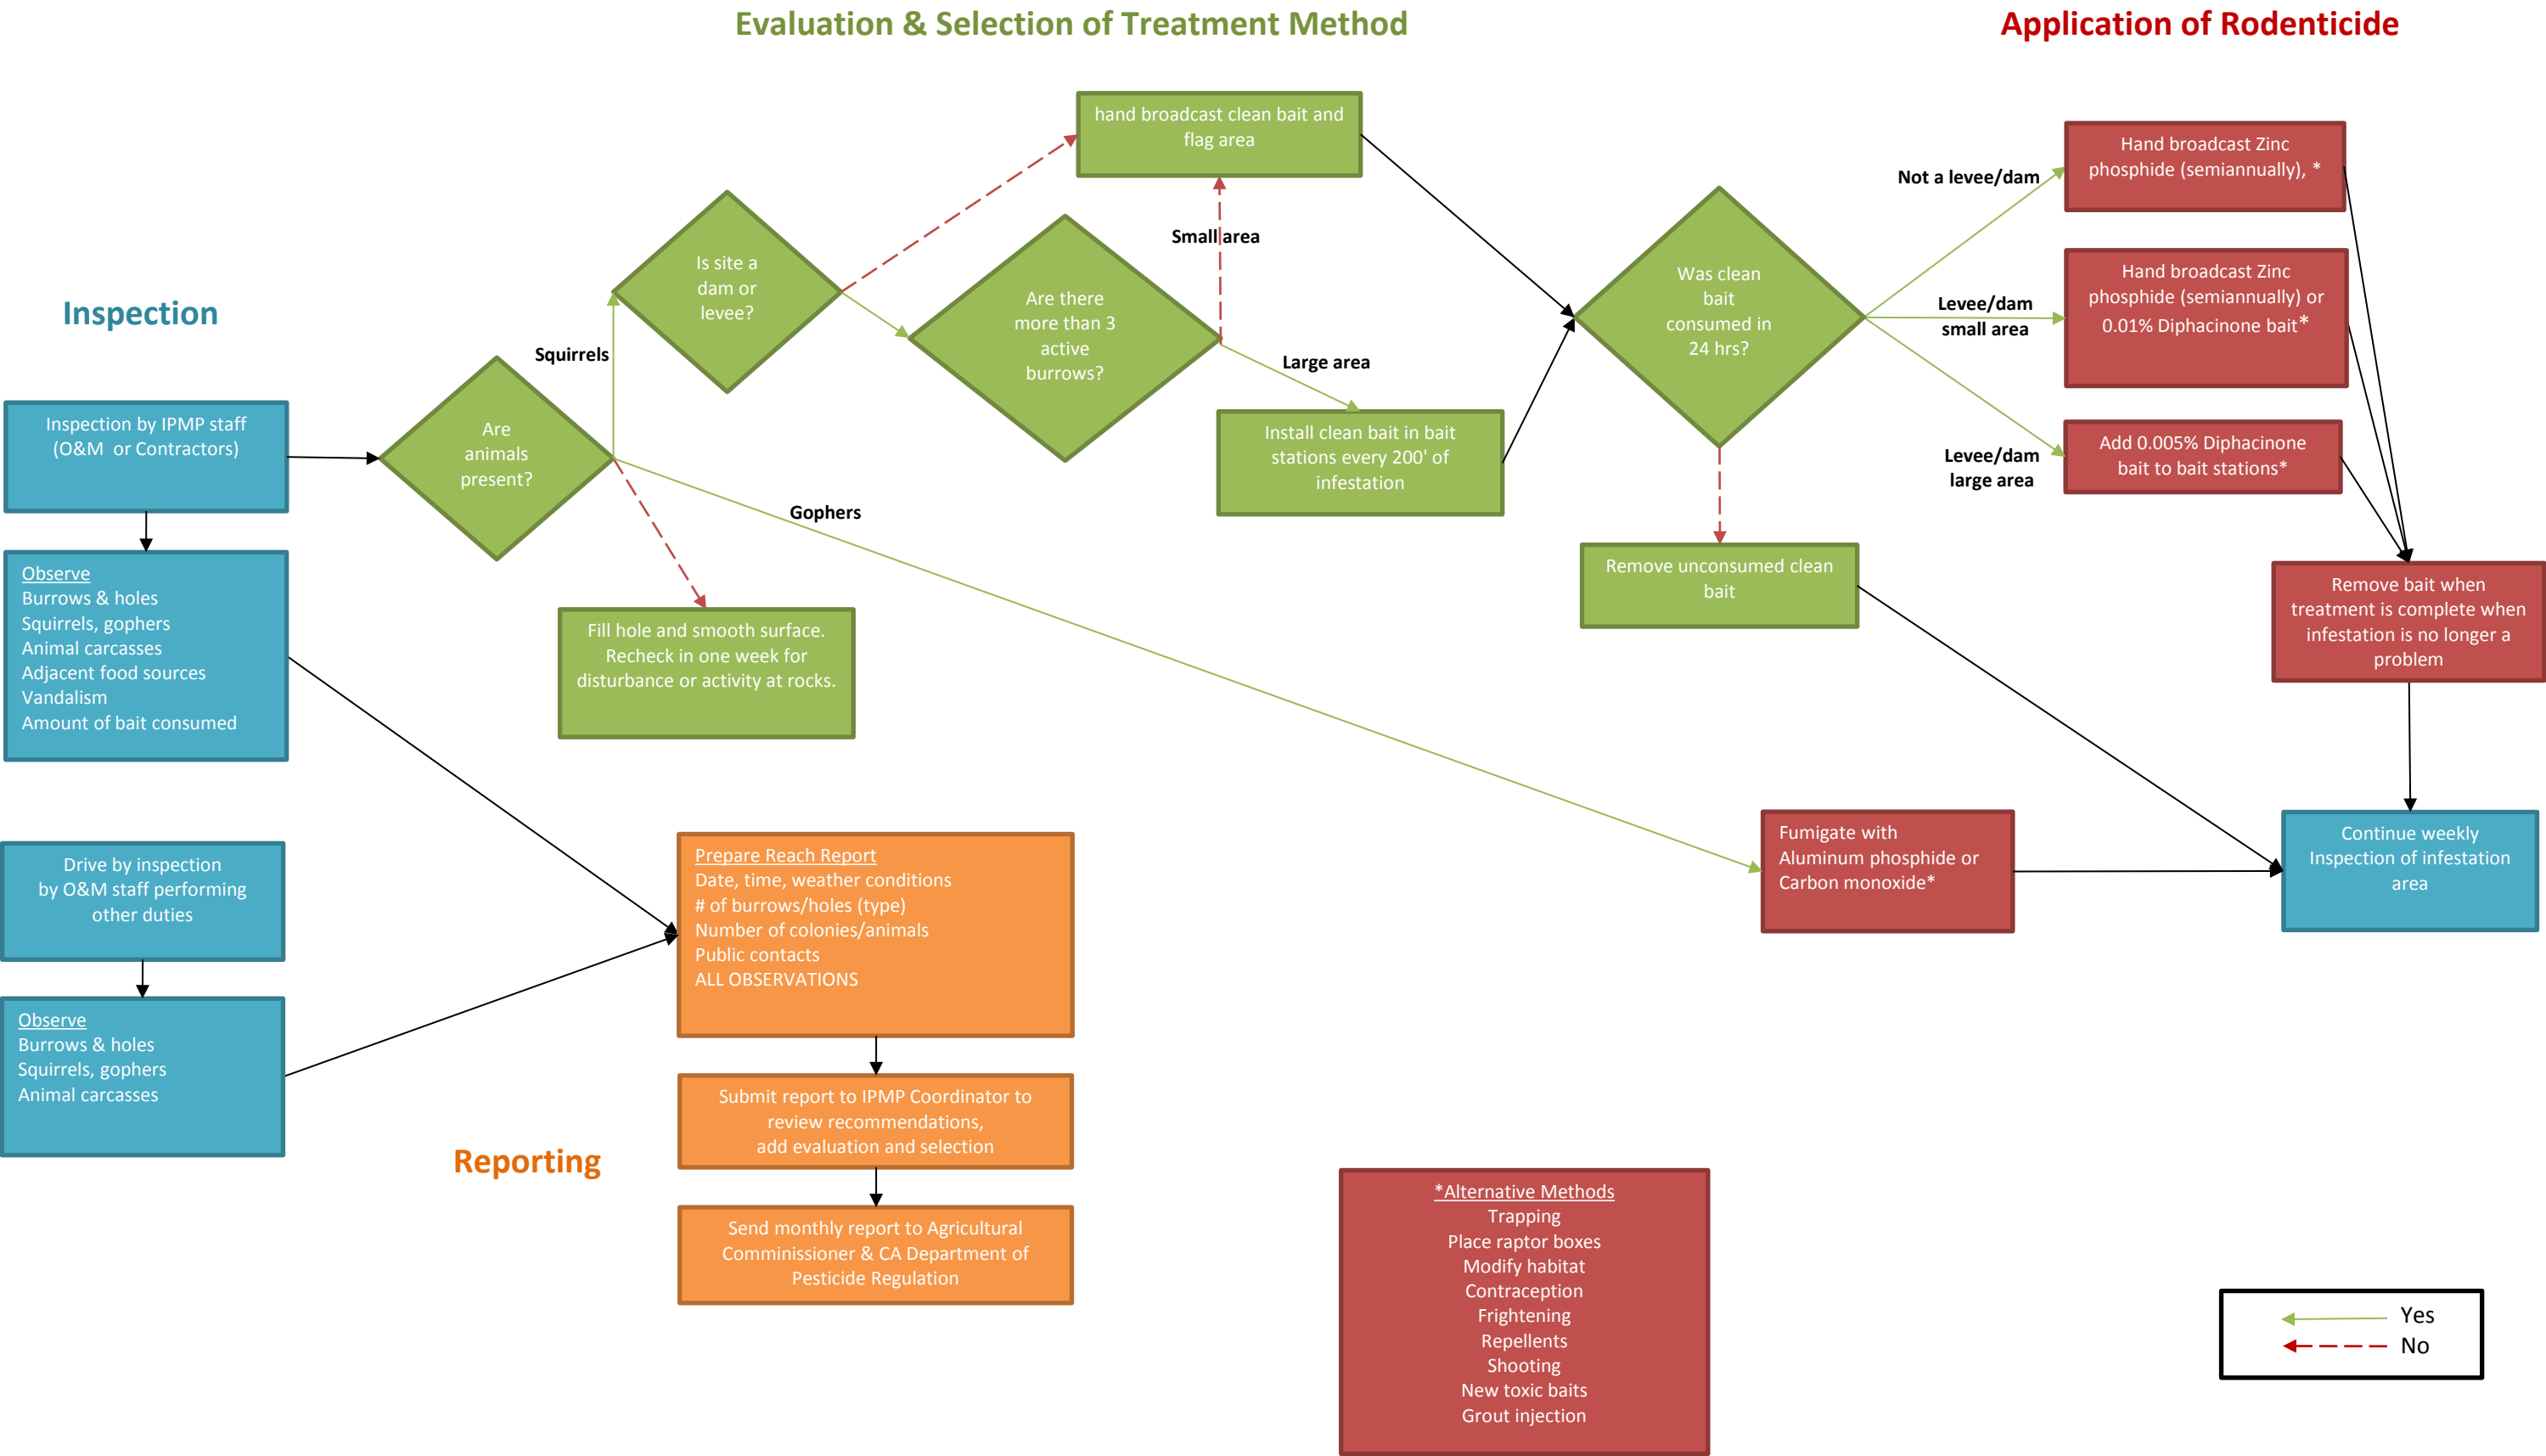 Evaluation & Selection of Treatment Method
Application of Rodenticide
Inspection
Inspection by IPMP staff
(O&M  or Contractors)
Observe
Burrows & holes
Squirrels, gophers
Animal carcasses
Adjacent food sources
Vandalism
Amount of bait consumed
Drive by inspection
by O&M staff performing
other duties
Observe
Burrows & holes
Squirrels, gophers
Animal carcasses
Are
animals
present?
Squirrels
Gophers
Fill hole and smooth surface.
Recheck in one week for
disturbance or activity at rocks.
Is site a
dam or
levee?
Are there
more than 3
active
burrows?
Small area
Large area
hand broadcast clean bait and
flag area
Install clean bait in bait
stations every 200' of
infestation
Was clean
bait
consumed in
24 hrs?
Remove unconsumed clean
bait
Not a levee/dam
Levee/dam
small area
Levee/dam
large area
Hand broadcast Zinc
phosphide (semiannually), *
Hand broadcast Zinc
phosphide (semiannually) or
0.01% Diphacinone bait*
Add 0.005% Diphacinone
bait to bait stations*
Remove bait when
treatment is complete when
infestation is no longer a
problem
Fumigate with
Aluminum phosphide or
Carbon monoxide*
Continue weekly
Inspection of infestation
area
Reporting
Prepare Reach Report
Date, time, weather conditions
# of burrows/holes (type)
Number of colonies/animals
Public contacts
ALL OBSERVATIONS
Submit report to IPMP Coordinator to
review recommendations,
add evaluation and selection
Send monthly report to Agricultural
Comminissioner & CA Department of
Pesticide Regulation
*Alternative Methods
Trapping
Place raptor boxes
Modify habitat
Contraception
Frightening
Repellents
Shooting
New toxic baits
Grout injection
Yes
No